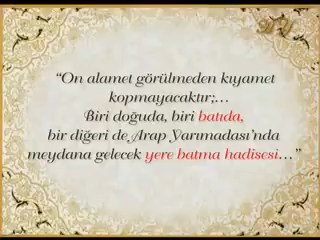 “On alamet görülmeden kıyamet
kopmayacaktır;…
Biri doğuda, biri batıda,
bir diğeri de Arap Yarımadası’nda
meydana gelecek yere batma hadisesi…”